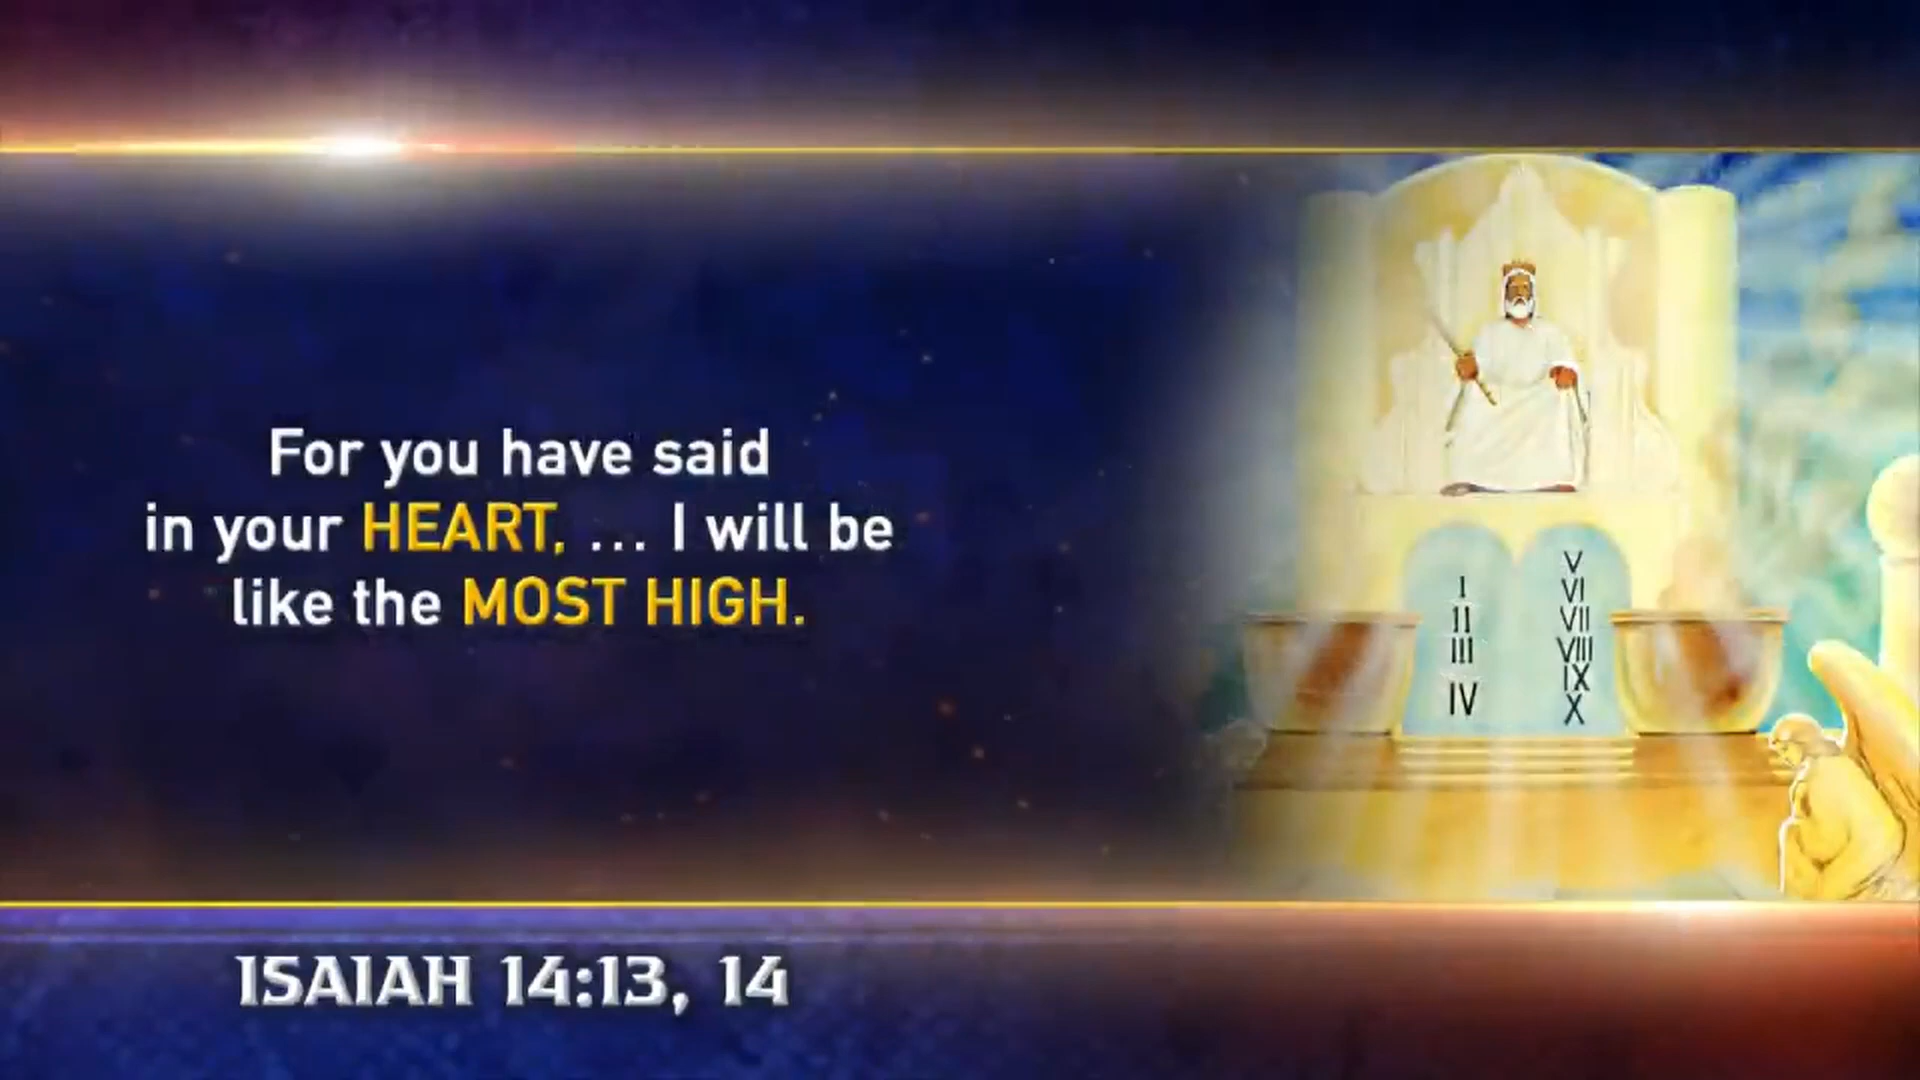 For you have said
in your HEART, ... I will be
like the MOST HIGH.
I
11
III
IV
V
VI
VII
VIII
IX
X
ISAIAH 14:13, 14